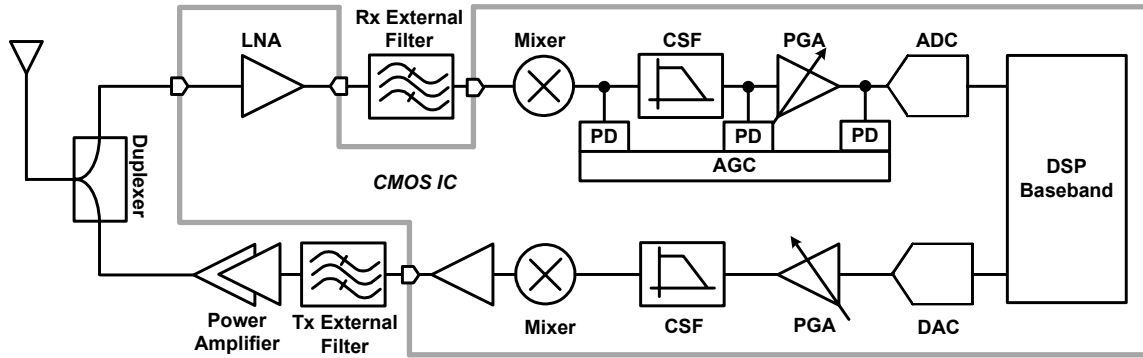 LNA
Rx External
Filter
Mixer
CSF
PGA
ADC
PD
PD
PD
AGC
Duplexer
CMOS IC
DSP
Baseband
Power
Amplifier
Tx External
Filter
Mixer
CSF
PGA
DAC